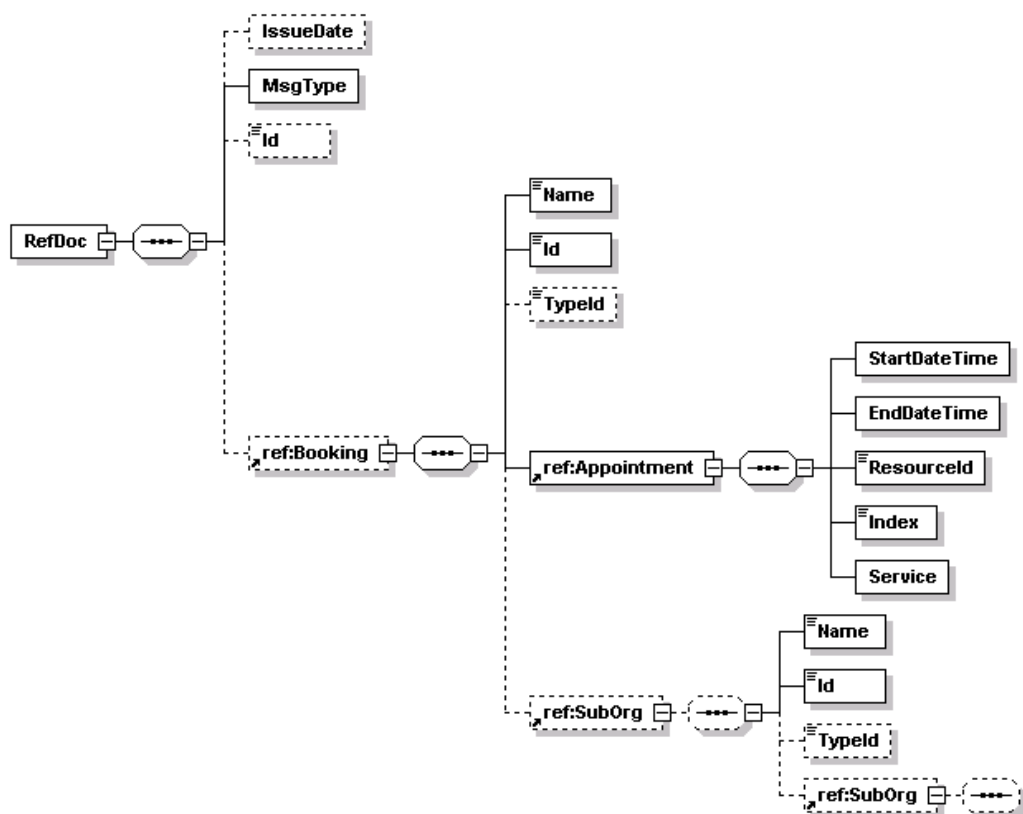 IssueDate
MsgType
Id
RefDoc
Name
Id
TypeId
ref:Booking
ref:Appointment
StartDateTime
EndDateTime
ResourceId
Index
Service
ref:SubOrg
Name
Id
TypeId
ref:SubOrg